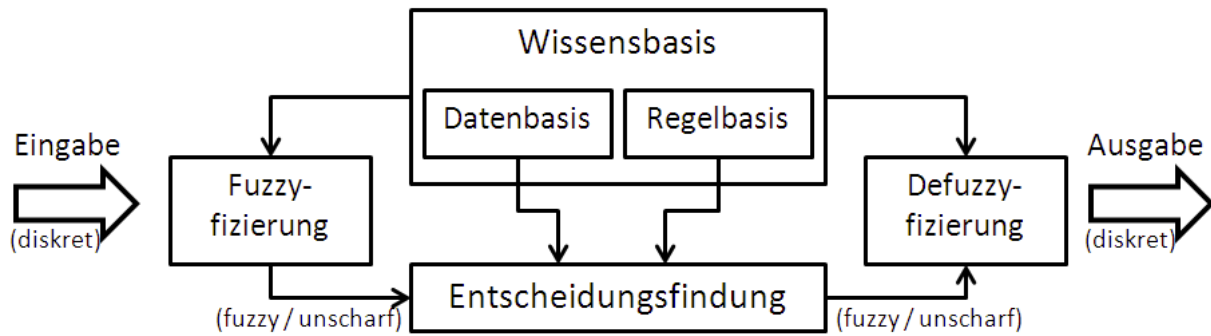 Wissensbasis
Datenbasis
Regelbasis
Eingabe
(diskret)
Fuzzy-
fizierung
Defuzzy-
fizierung
Ausgabe
(diskret)
(fuzzy / unscharf)
Entscheidungsfindung
(fuzzy / unscharf)